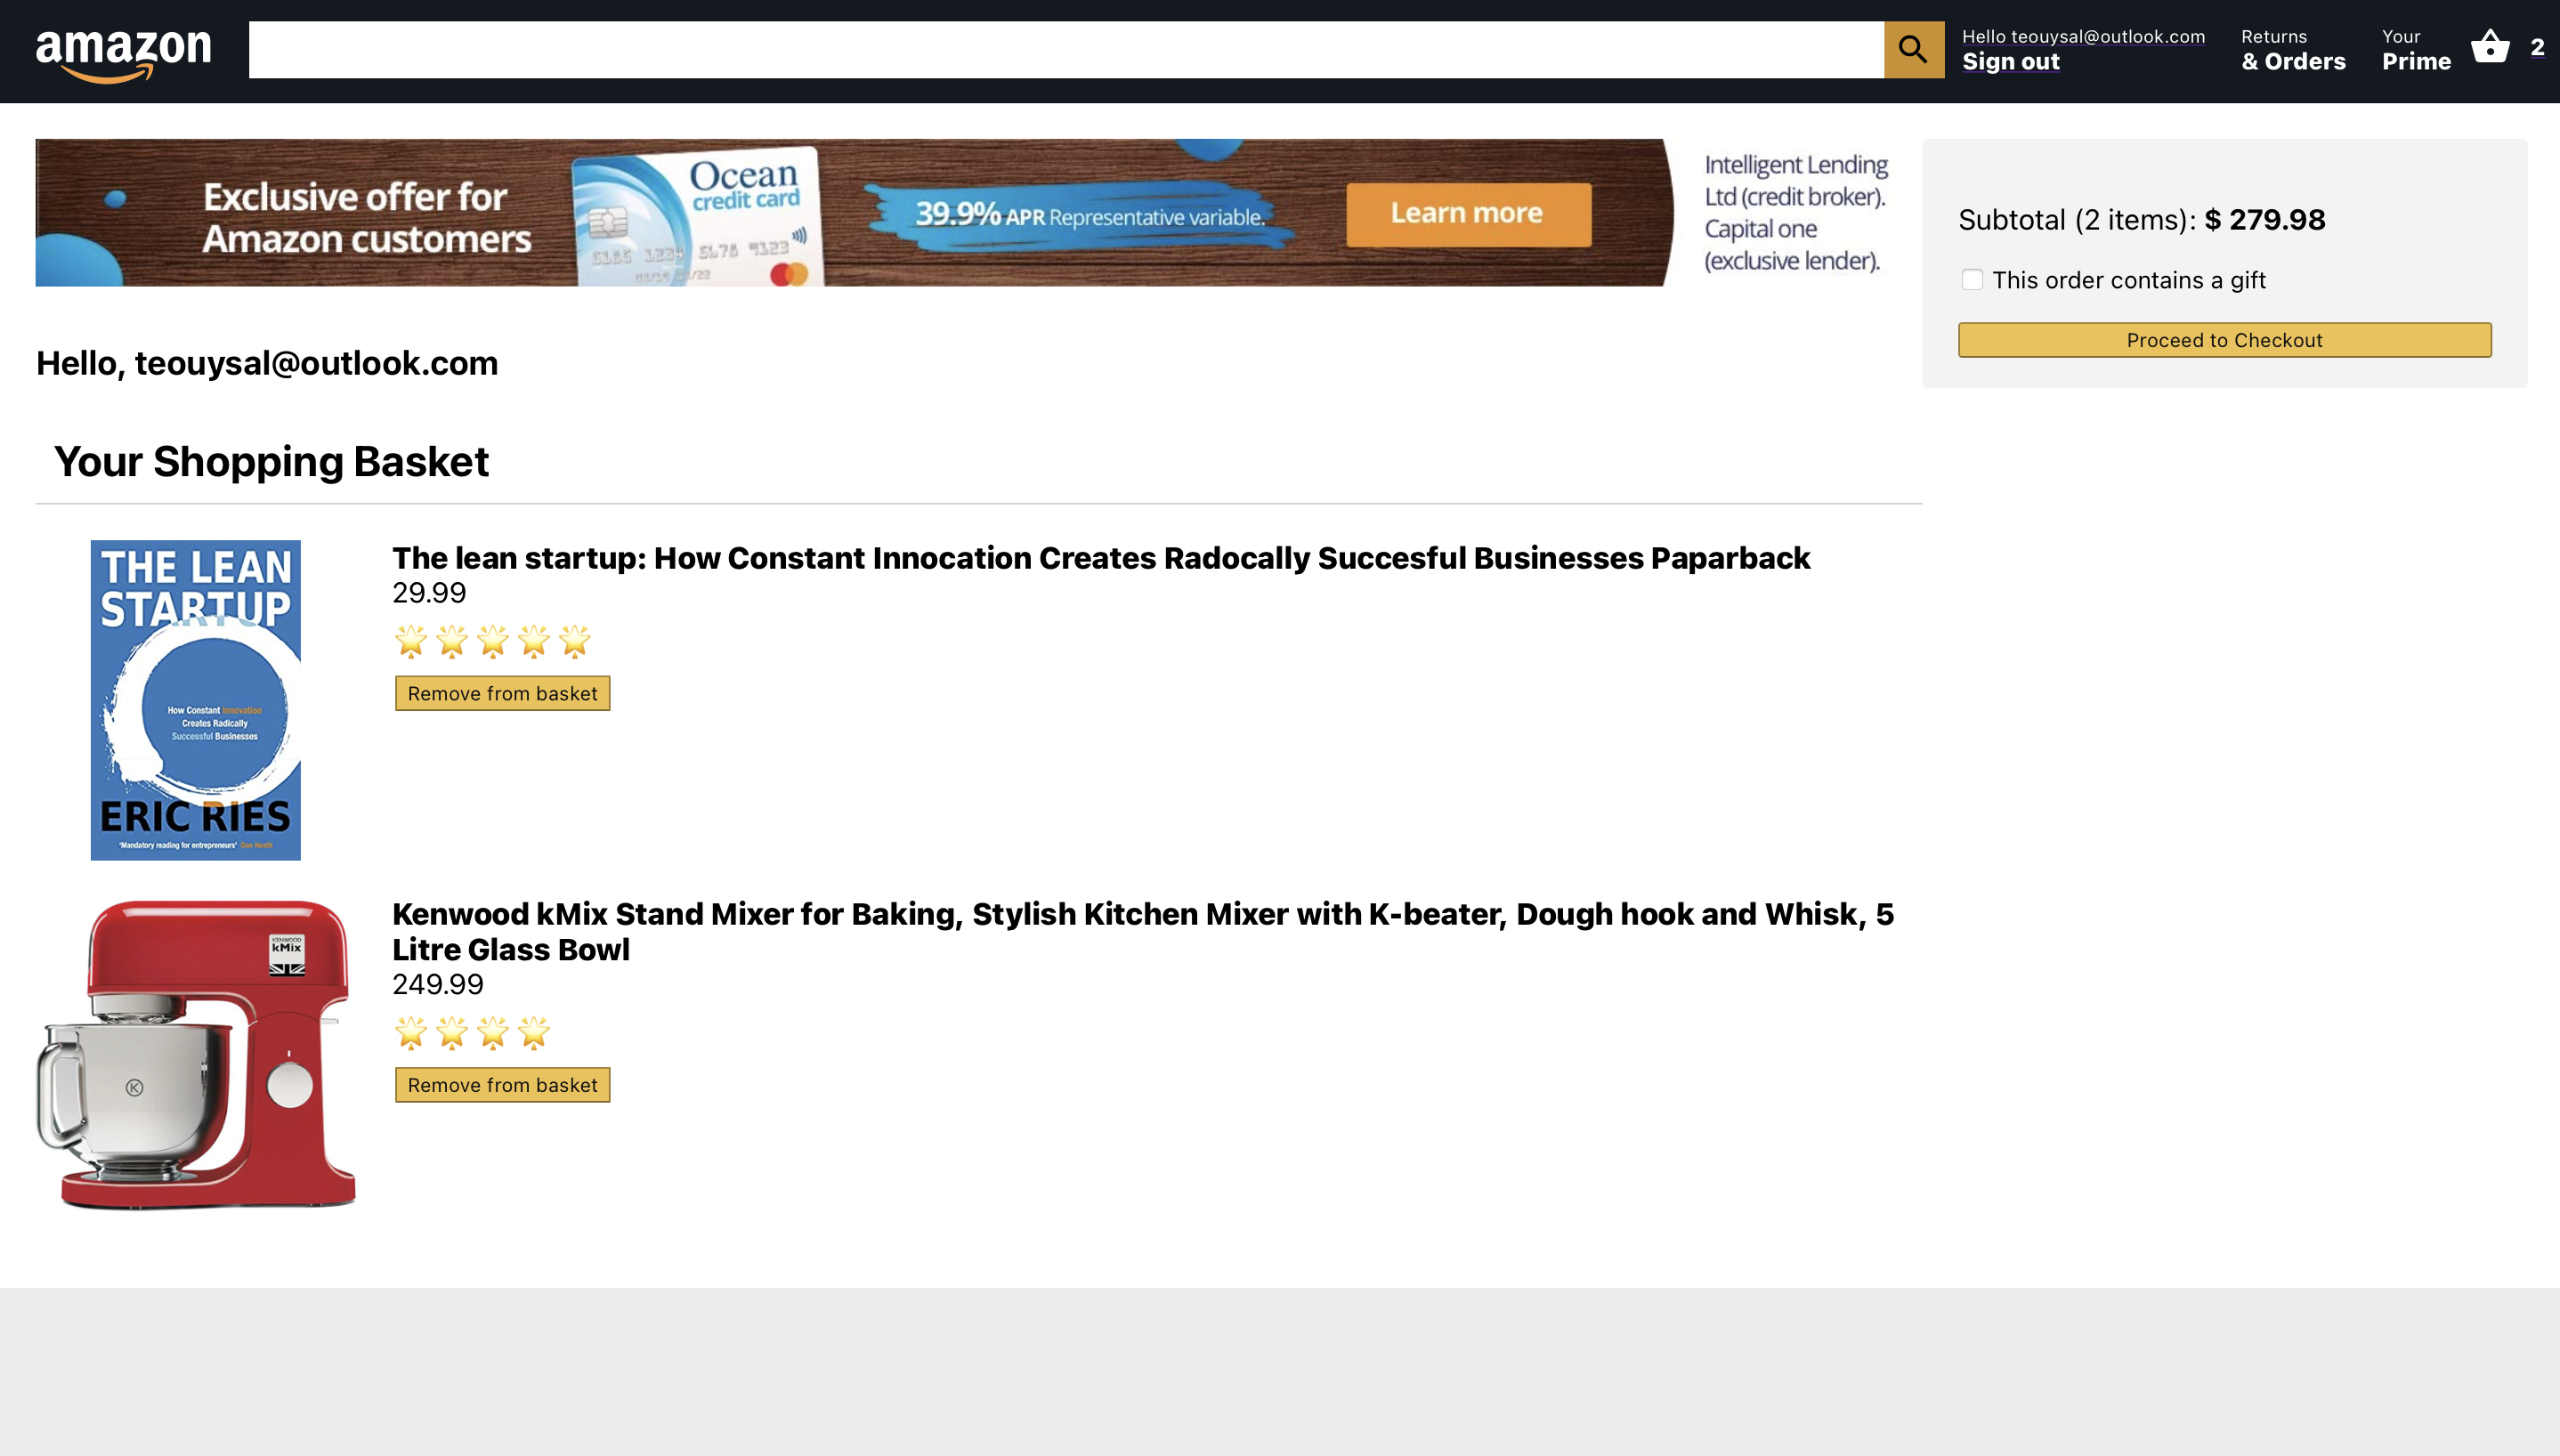 amazon
Hello teouysal@outlook.com
Sign out
Returns
& Orders
Your
Prime
2
Exclusive offer for
Amazon customers
Ocean
credit card
39.9% APR Representative variable.
Learn more
Intelligent Lending
Ltd (credit broker).
Capital one
(exclusive lender).
Subtotal (2 items): $ 279.98
This order contains a gift
Proceed to Checkout
Hello, teouysal@outlook.com
Your Shopping Basket
THE LEAN
STARTUP
How Constant Innovation
Creates Radically
Successful Businesses
ERIC RIES
'Mandatory reading for entrepreneurs' Dan Heath
The lean startup: How Constant Innocation Creates Radocally Succesful Businesses Paparback
29.99
Remove from basket
KENWOOD
kMix
K
Kenwood kMix Stand Mixer for Baking, Stylish Kitchen Mixer with K-beater, Dough hook and Whisk, 5
Litre Glass Bowl
249.99
Remove from basket